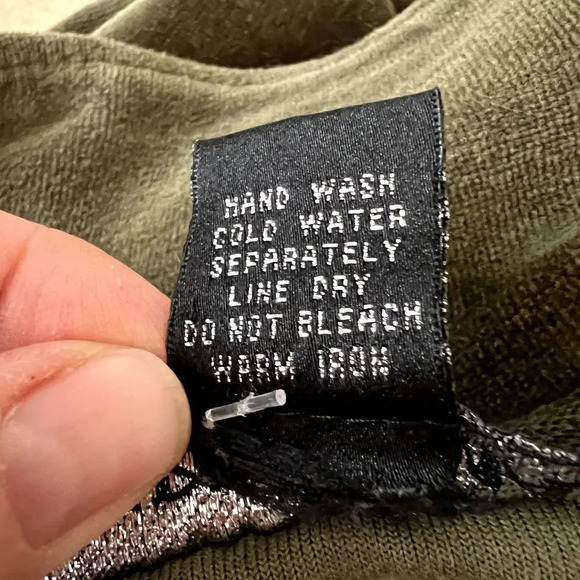 HAND WASH
COLD WATER
SEPARATELY
LINE DRY
DO NOT BLEACH
WARM IRON